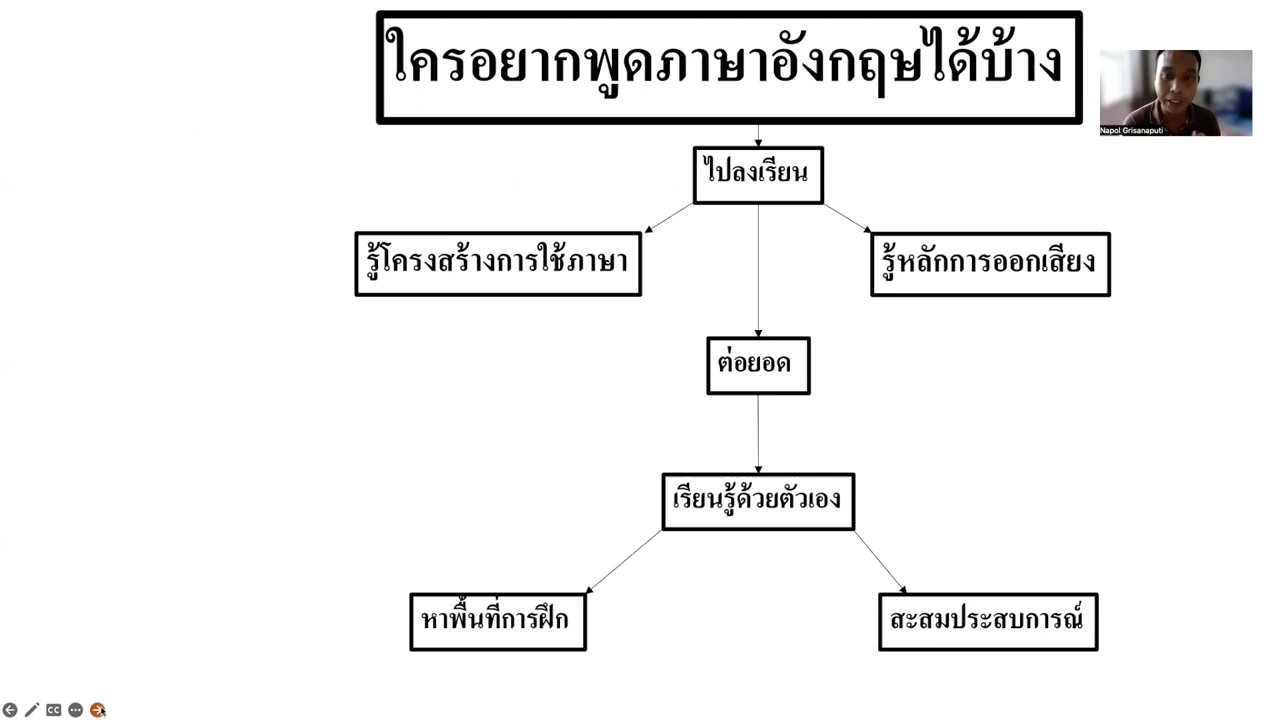 ใครอยากพูดภาษาอังกฤษได้บ้าง
Napol Grisanaputi
ไปลงเรียน
รู้โครงสร้างการใช้ภาษา
รู้หลักการออกเสียง
ต่อยอด
เรียนรู้ด้วยตัวเอง
หาพื้นที่การฝึก
สะสมประสบการณ์
CC